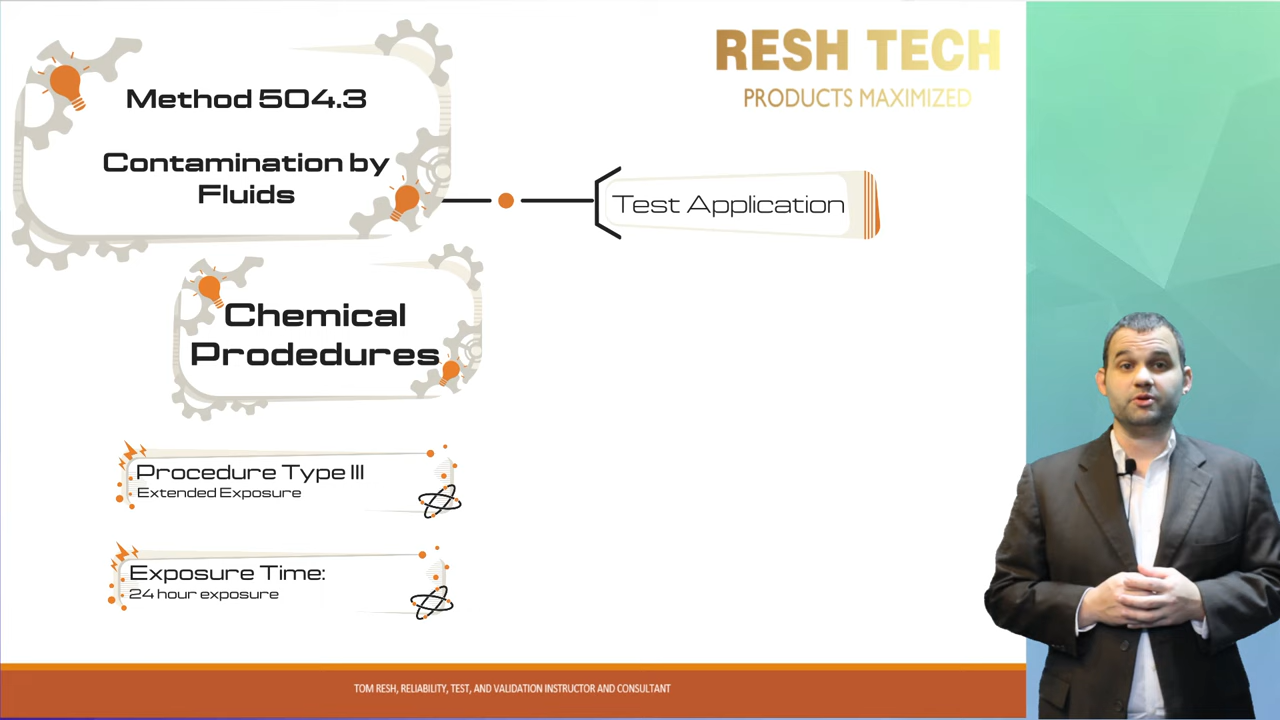 RESH TECH
PRODUCTS MAXIMIZED
Method 504.3
Contamination by
Fluids
Test Application
Chemical
Prodedures
Procedure Type III
Extended Exposure
Exposure Time:
24 hour exposure
TOM RESH, RELIABILITY, TEST, AND VALIDATION INSTRUCTOR AND CONSULTANT